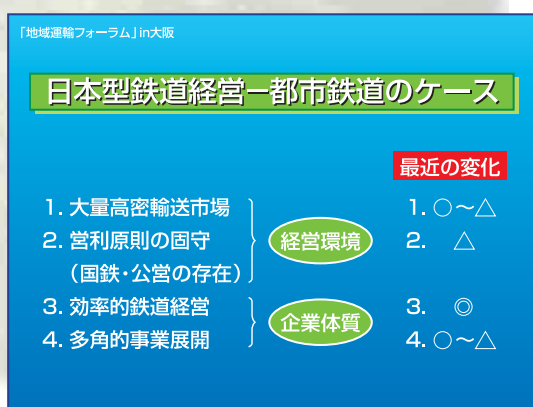 「地域運輸フォーラム」in大阪
日本型鉄道経営－都市鉄道のケース
最近の変化
1. 大量高密輸送市場
2. 営利原則の固守
（国鉄・公営の存在）
経営環境
3. 効率的鉄道経営
4. 多角的事業展開
企業体質
1. ○～△
2. △
3. ◎
4. ○～△